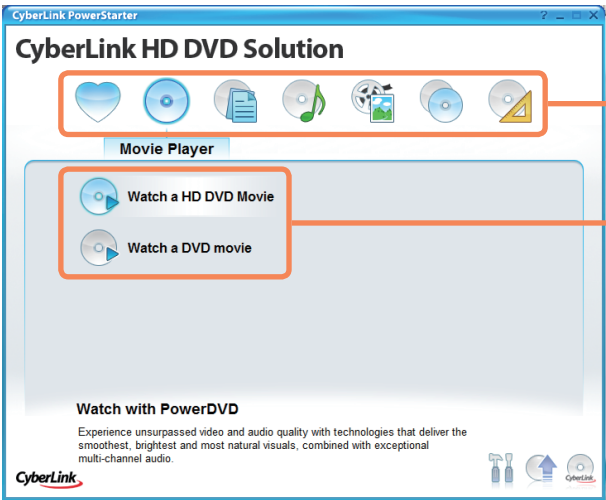 CyberLink PowerStarter
CyberLink HD DVD Solution
Movie Player
Watch a HD DVD Movie
Watch a DVD movie
Watch with PowerDVD
Experience unsurpassed video and audio quality with technologies that deliver the
smoothest, brightest and most natural visuals, combined with exceptional
multi-channel audio.
CyberLink
CyberLink